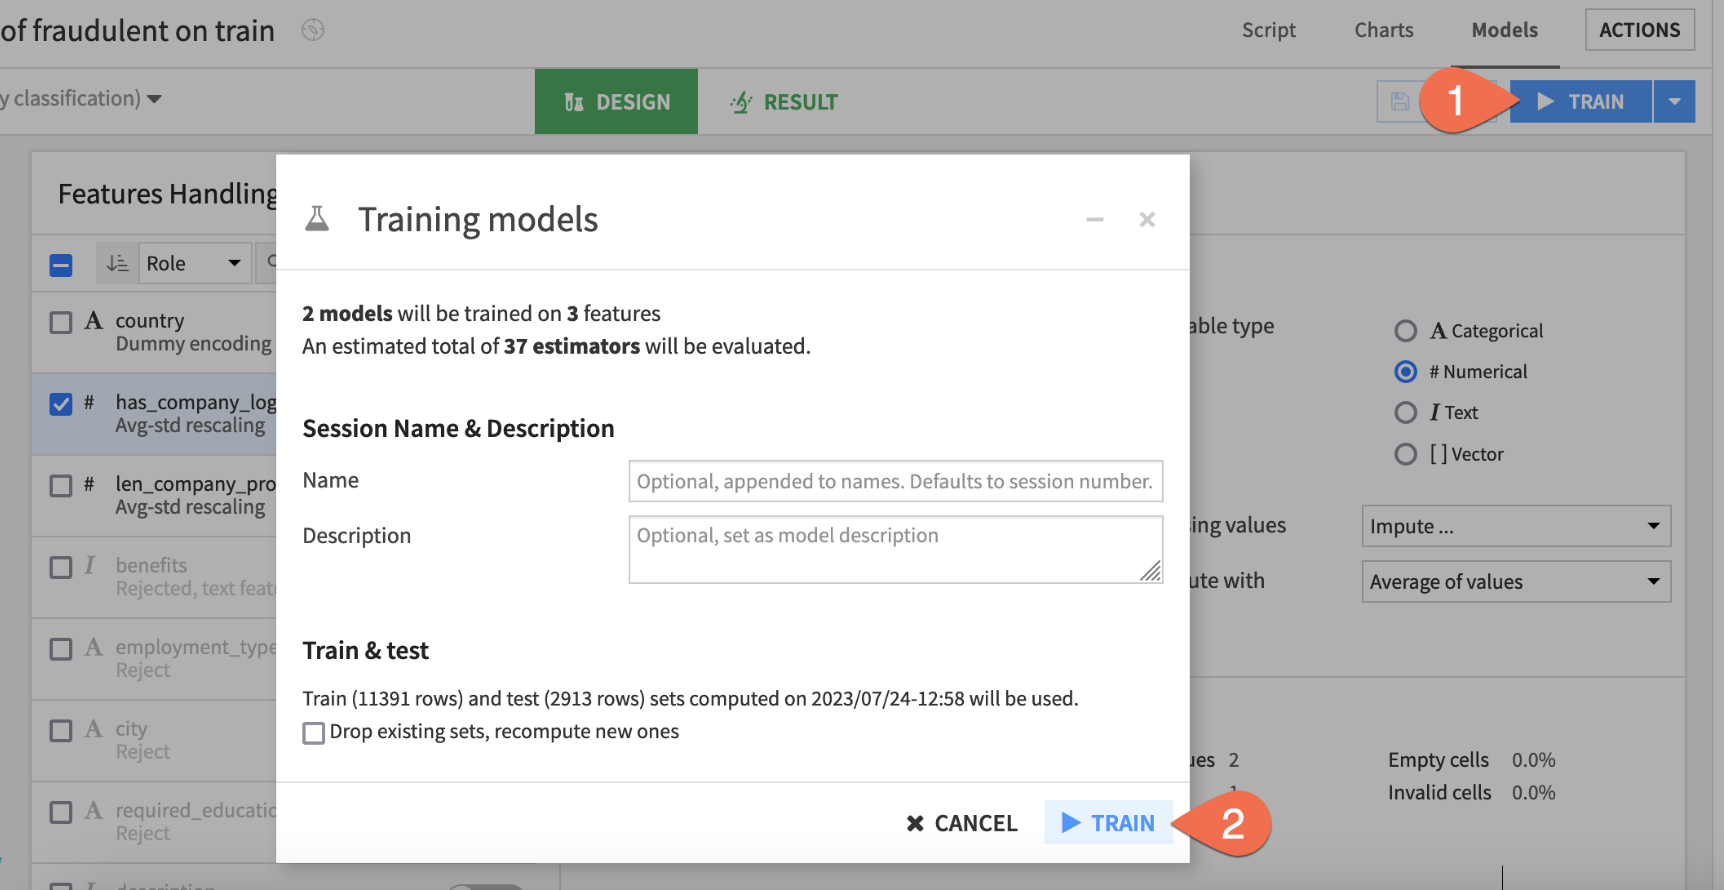 of fraudulent on train
Script
Charts
Models
ACTIONS
y classification)
DESIGN
RESULT
1
TRAIN
Features Handling
Role
A country
Dummy encoding
# has_company_log
Avg-std rescaling
# len_company_pro
Avg-std rescaling
I benefits
Rejected, text featu
A employment_type
Reject
A city
Reject
A required_educatio
Reject
Training models
2 models will be trained on 3 features
An estimated total of 37 estimators will be evaluated.
Session Name & Description
Name
Optional, appended to names. Defaults to session number.
Description
Optional, set as model description
Train & test
Train (11391 rows) and test (2913 rows) sets computed on 2023/07/24-12:58 will be used.
Drop existing sets, recompute new ones
CANCEL
TRAIN
2
able type
A Categorical
# Numerical
I Text
[ ] Vector
ing values
Impute ...
ute with
Average of values
ues 2
Empty cells 0.0%
Invalid cells 0.0%